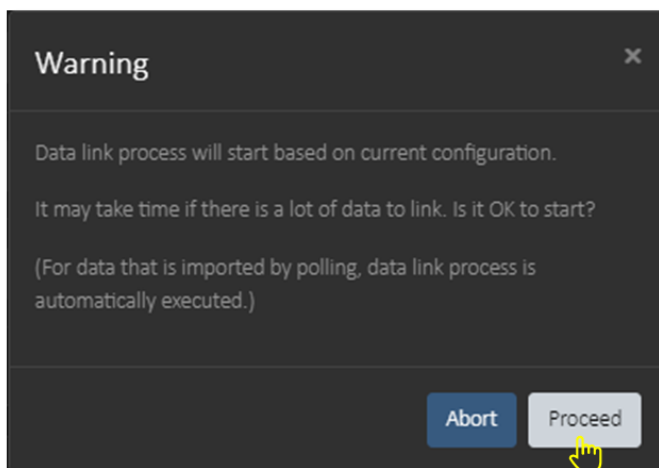 Warning
×
Data link process will start based on current configuration.
It may take time if there is a lot of data to link. Is it OK to start?
(For data that is imported by polling, data link process is
automatically executed.)
Abort
Proceed